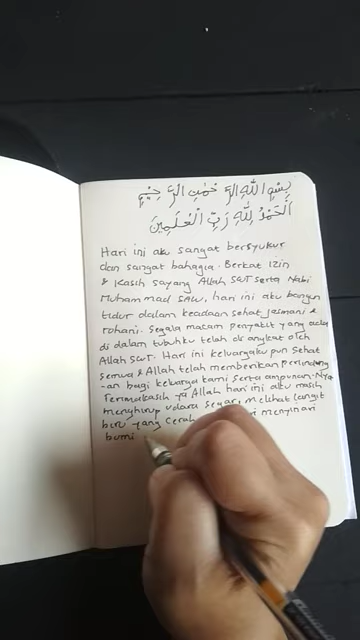 بِسْمِ اللهِ الرَّحْمٰنِ الرَّحِيْمِ
اَلْحَمْدُ لِلّٰهِ رَبِّ الْعٰلَمِيْنَ
Hari ini aku sangat bersyukur
dan sangat bahagia. Berkat Izin
& Kasih sayang Allah SWT serta Nabi
Muhammad SAW, hari ini aku bangun
tidur dalam keadaan sehat jasmani &
rohani. Segala macam penyakit yang ada
di dalam tubuhku telah di angkat oleh
Allah SWT. Hari ini keluargaku pun sehat
semua & Allah telah memberikan perlindung
-an bagi keluarga kami serta ampunan-Nya
Terimakasih ya Allah hari ini aku masih
menghirup udara segar, melihat langit
biru yang cerah menyinari
bumi